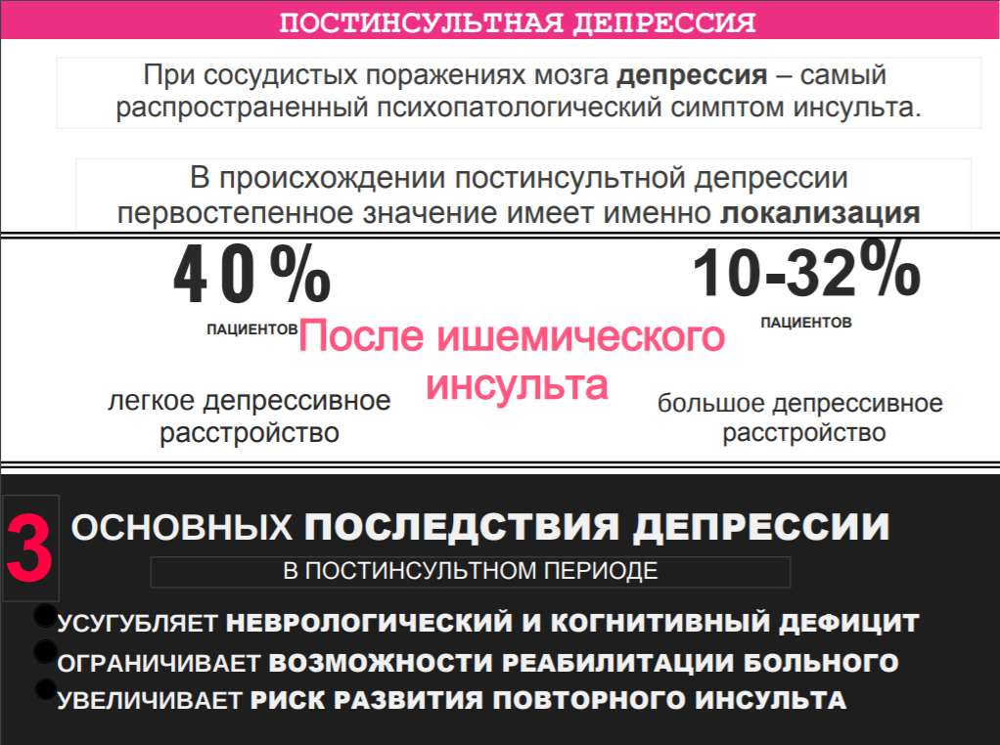 ПОСТИНСУЛЬТНАЯ ДЕПРЕССИЯ
При сосудистых поражениях мозга депрессия – самый
распространенный психопатологический симптом инсульта.
В происхождении постинсультной депрессии
первостепенное значение имеет именно локализация
40%
ПАЦИЕНТОВ
легкое депрессивное
расстройство
После ишемического
инсульта
10-32%
ПАЦИЕНТОВ
большое депрессивное
расстройство
3 ОСНОВНЫХ ПОСЛЕДСТВИЯ ДЕПРЕССИИ
В ПОСТИНСУЛЬТНОМ ПЕРИОДЕ
УСУГУБЛЯЕТ НЕВРОЛОГИЧЕСКИЙ И КОГНИТИВНЫЙ ДЕФИЦИТ
ОГРАНИЧИВАЕТ ВОЗМОЖНОСТИ РЕАБИЛИТАЦИИ БОЛЬНОГО
УВЕЛИЧИВАЕТ РИСК РАЗВИТИЯ ПОВТОРНОГО ИНСУЛЬТА